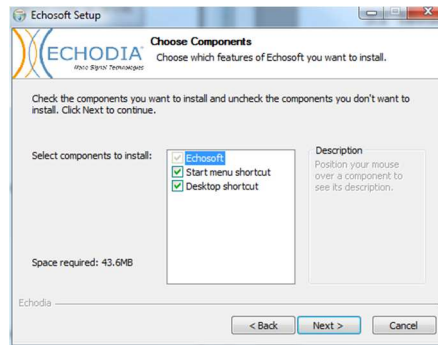 Echosoft Setup
ECHODIA
World Signal Technologies
Choose Components
Choose which features of Echosoft you want to install.
Check the components you want to install and uncheck the components you don't want to
install. Click Next to continue.
Select components to install:
Echosoft
Start menu shortcut
Desktop shortcut
Description
Position your mouse
over a component to
see its description.
Space required: 43.6MB
Echodia
< Back
Next >
Cancel